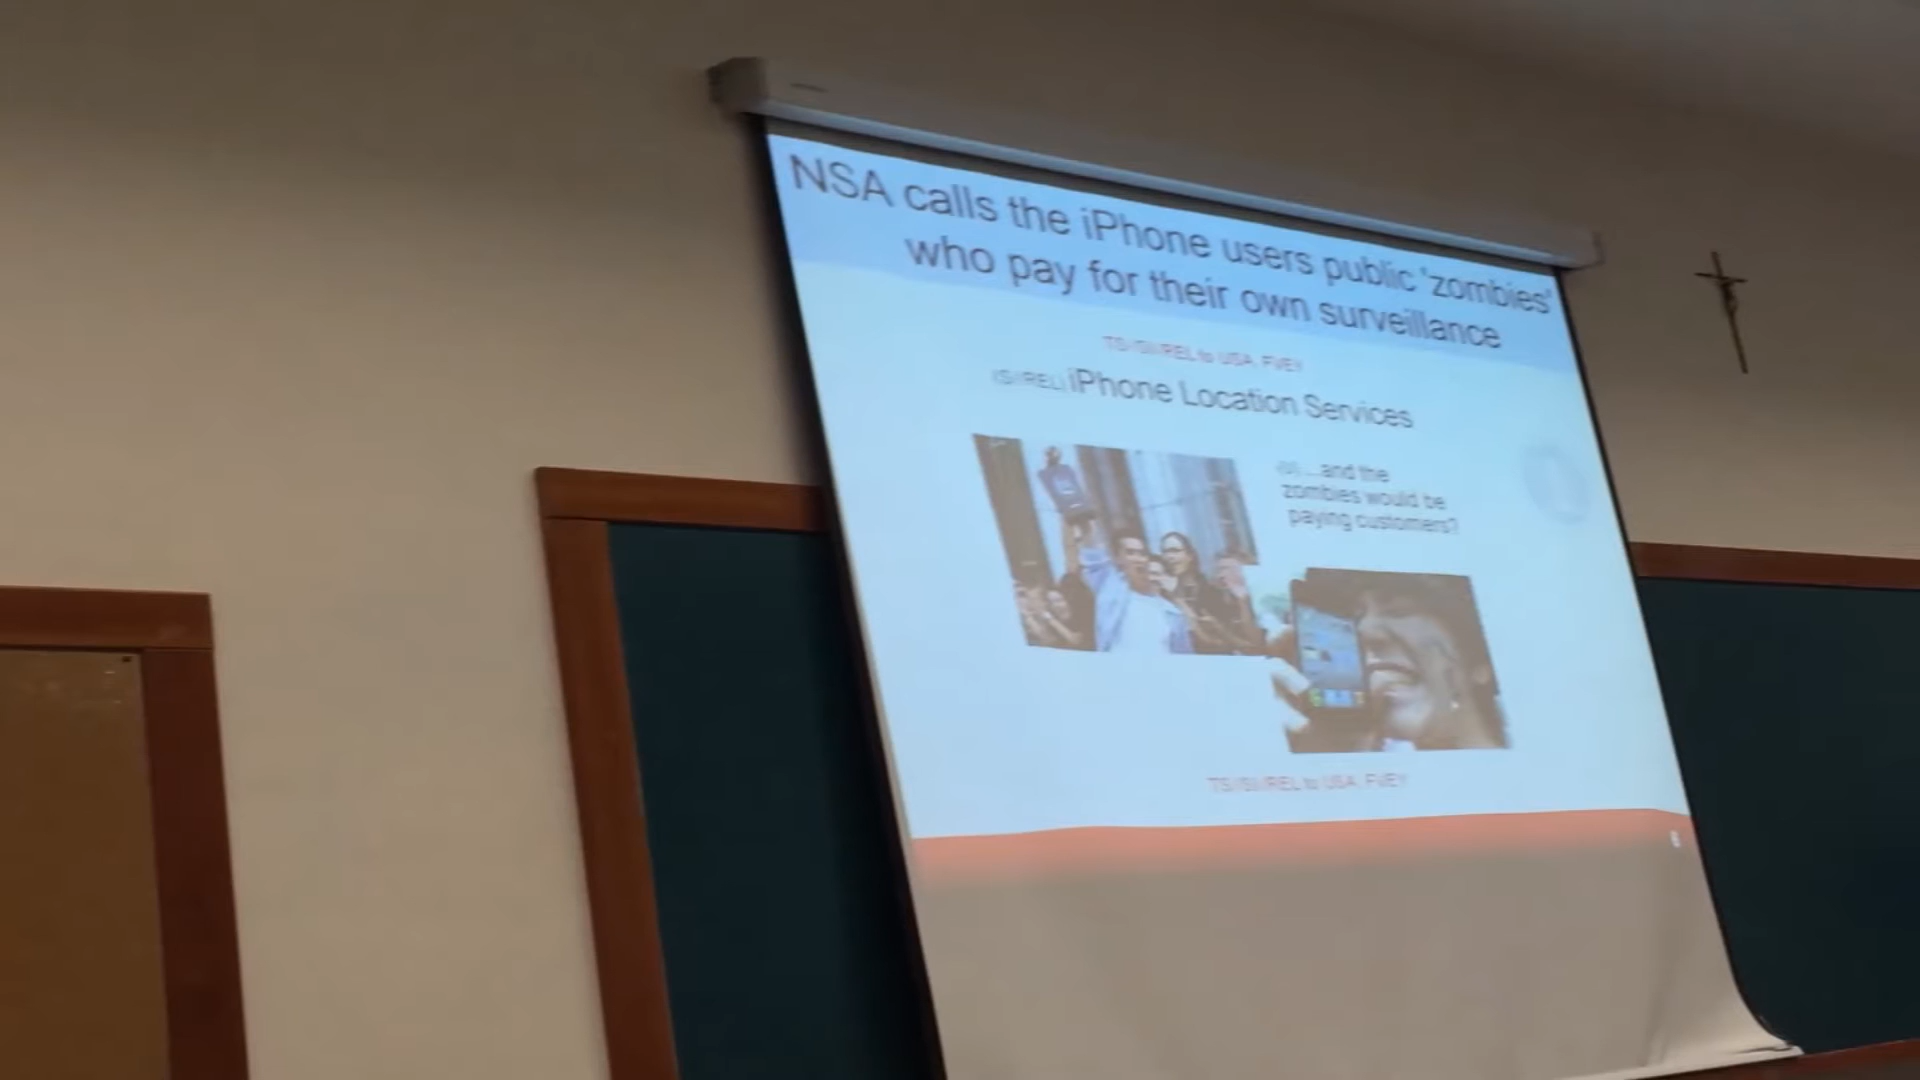 NSA calls the iPhone users public 'zombies'
who pay for their own surveillance
TS//SI//REL to USA, FVEY
(S//REL) iPhone Location Services
(U) ...and the
zombies would be
paying customers?
TS//SI//REL to USA, FVEY